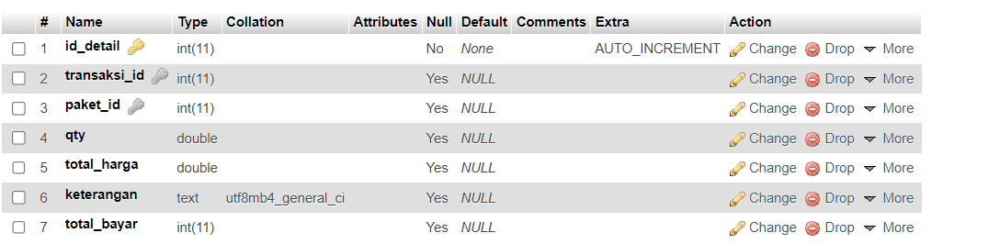 # Name Type Collation Attributes Null Default Comments Extra Action
1 id_detail int(11) No None AUTO_INCREMENT Change Drop More
2 transaksi_id int(11) Yes NULL Change Drop More
3 paket_id int(11) Yes NULL Change Drop More
4 qty double Yes NULL Change Drop More
5 total_harga double Yes NULL Change Drop More
6 keterangan text utf8mb4_general_ci Yes NULL Change Drop More
7 total_bayar int(11) Yes NULL Change Drop More